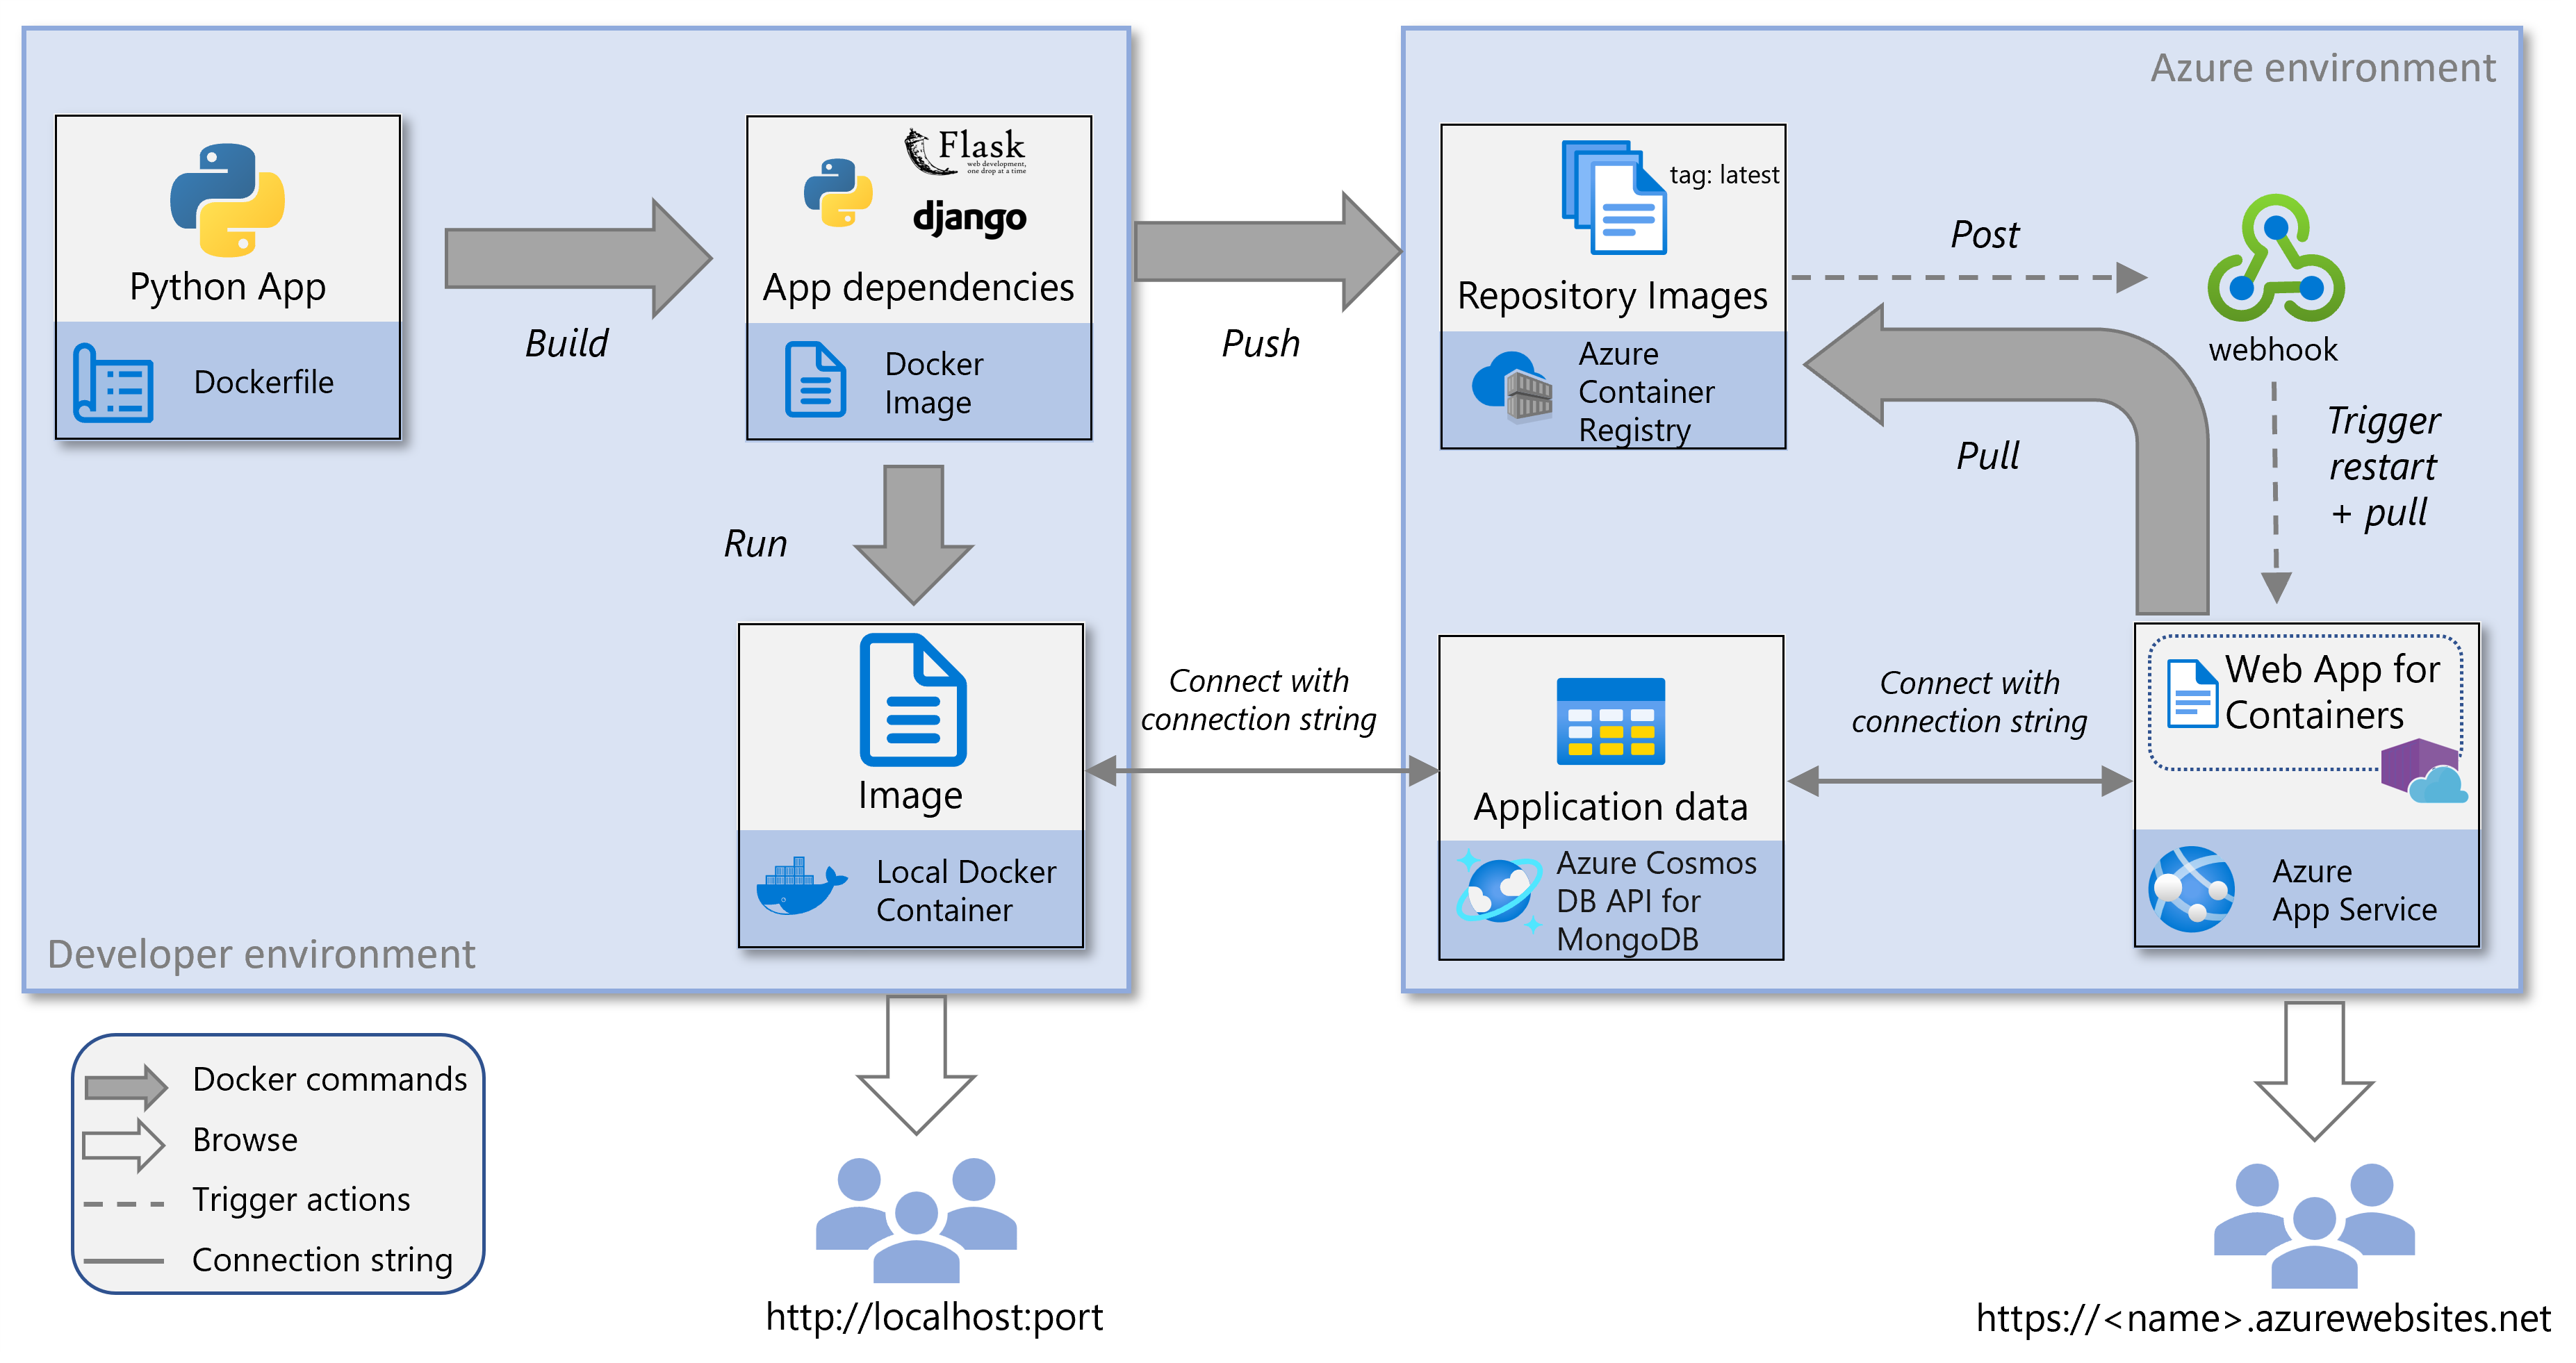 Azure environment
Python App
Dockerfile
Build
Flask
web development,
one drop at a time
django
App dependencies
Docker
Image
Push
tag: latest
Repository Images
Azure
Container
Registry
Post
webhook
Pull
Trigger
restart
+ pull
Run
Image
Local Docker
Container
Developer environment
Connect with
connection string
Application data
Azure Cosmos
DB API for
MongoDB
Connect with
connection string
Web App for
Containers
Azure
App Service
Docker commands
Browse
Trigger actions
Connection string
http://localhost:port
https://<name>.azurewebsites.net